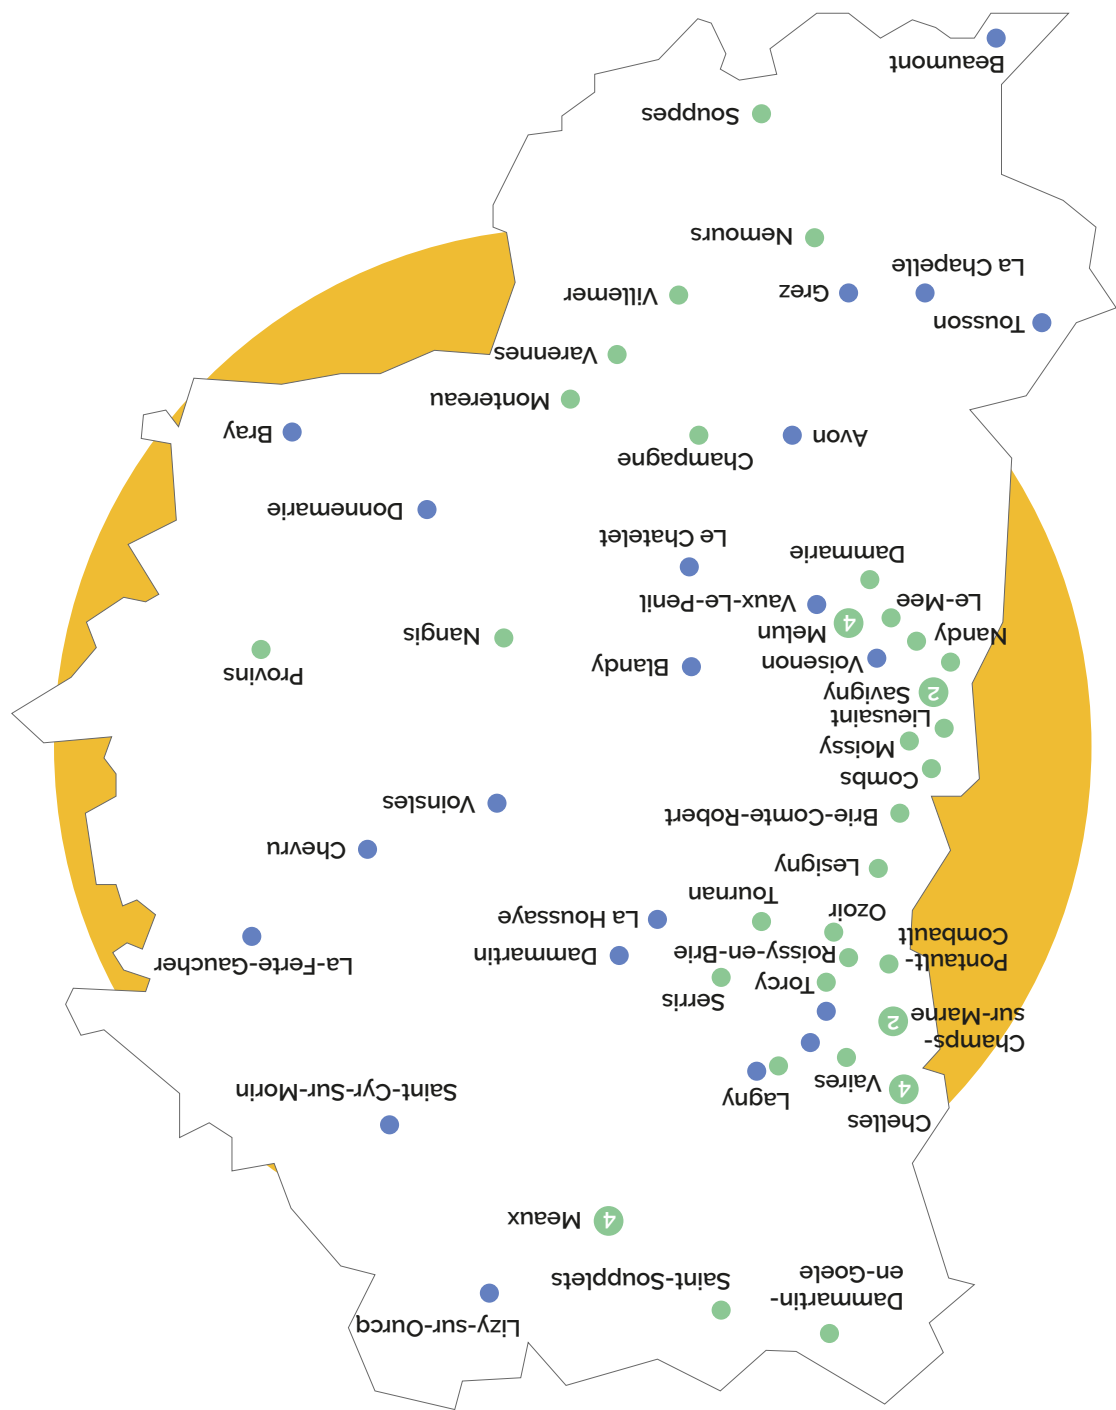 Dammartin-
en-Goele
Saint-Soupplets
Lizy-sur-Ourcq
4
Meaux
Saint-Cyr-Sur-Morin
Chelles
4
Vaires
Lagny
Champs-
sur-Marne
2
Torcy
Serris
Pontault-
Combault
Roissy-en-Brie
Dammartin
La-Ferte-Gaucher
Ozoir
Tournan
La Houssaye
Lesigny
Chevru
Brie-Comte-Robert
Voinsles
Combs
Moissy
Lieusaint
2
Savigny
Provins
Nandy
Voisenon
Blandy
Nangis
4
Melun
Le-Mee
Vaux-Le-Penil
Dammarie
Le Chatelet
Donnemarie
Champagne
Avon
Bray
Montereau
Varennes
Tousson
Villemer
Grez
La Chapelle
Nemours
Souppes
Beaumont